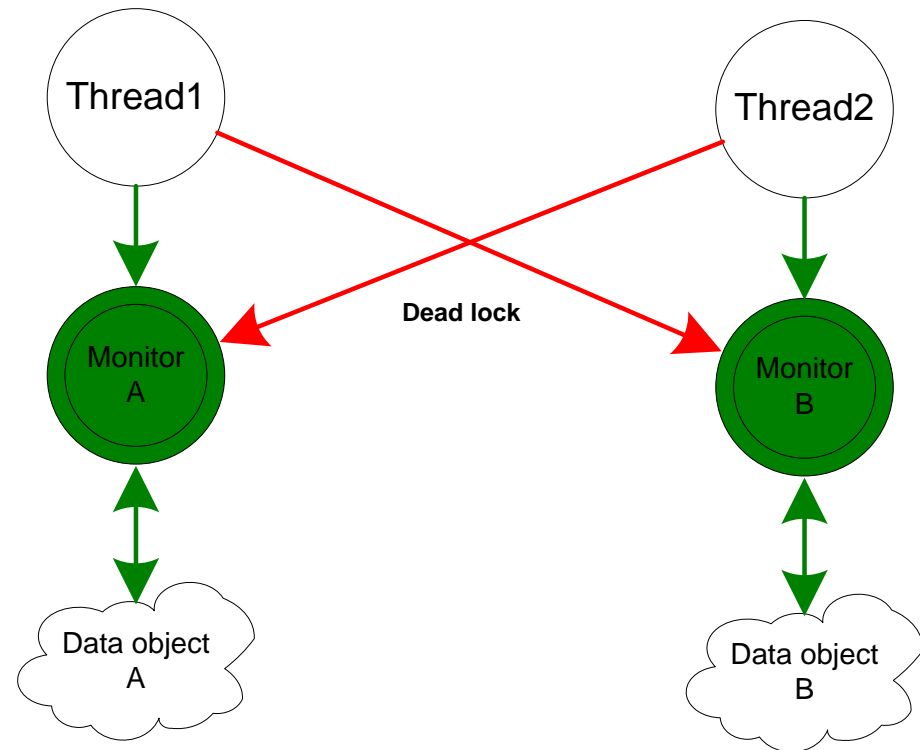 Thread1
Thread2
Dead lock
Monitor
A
Monitor
B
Data object
A
Data object
B